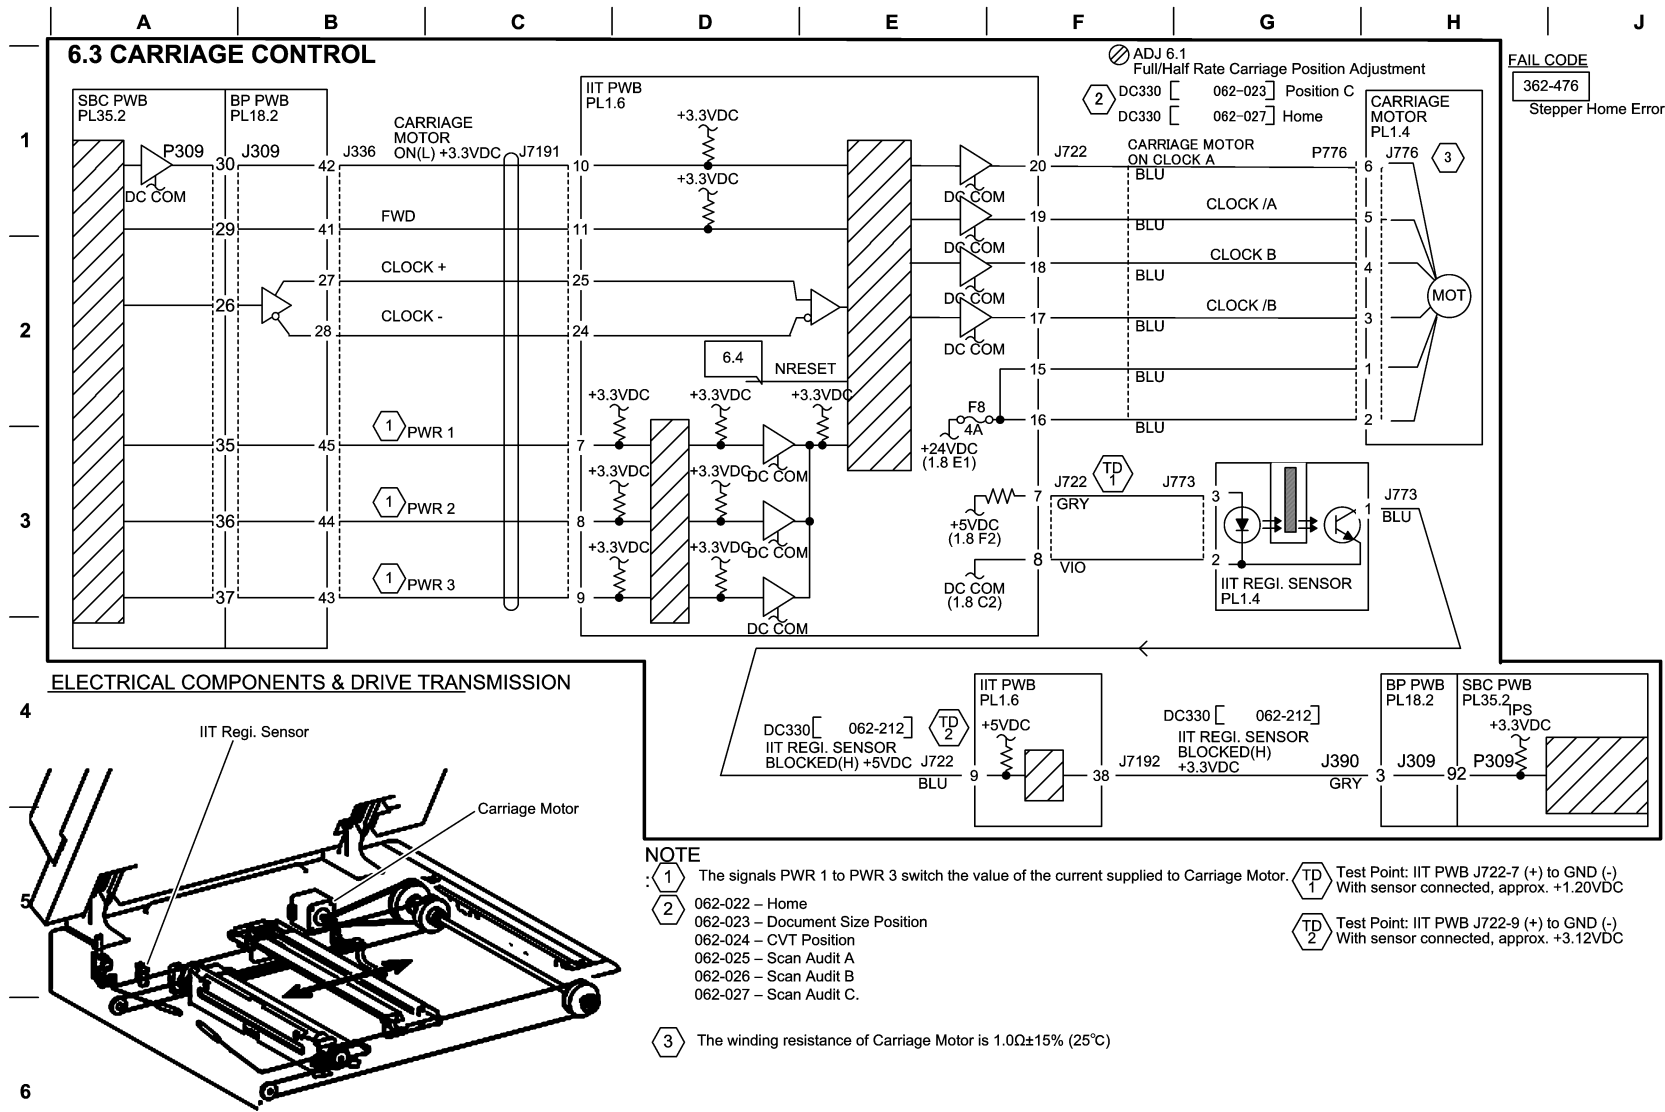 A B C D E F G H J
6.3 CARRIAGE CONTROL
ADJ 6.1
Full/Half Rate Carriage Position Adjustment
2 DC330 [ 062-023] Position C
DC330 [ 062-027] Home
FAIL CODE
362-476
Stepper Home Error
SBC PWB
PL35.2
BP PWB
PL18.2
IIT PWB
PL1.6
CARRIAGE
MOTOR
PL1.4
1
CARRIAGE
MOTOR
ON(L) +3.3VDC
P309 30 J309 42 J336 J7191 10
DC COM
+3.3VDC
+3.3VDC
DC COM
20 J722
CARRIAGE MOTOR
ON CLOCK A
BLU
P776 6 J776 3
29 41 FWD 11
DC COM
19 CLOCK /A 5
BLU
27 CLOCK + 25
DC COM
18 CLOCK B 4
BLU
26
MOT
2
28 CLOCK - 24
DC COM
17 CLOCK /B 3
BLU
6.4
NRESET
15 1
BLU
+3.3VDC +3.3VDC +3.3VDC
F8
4A
16 2
BLU
+24VDC
(1.8 E1)
35 45 1 PWR 1 7
DC COM
+3.3VDC +3.3VDC
36 44 1 PWR 2 8
DC COM
+3.3VDC +3.3VDC
37 43 1 PWR 3 9
DC COM
3
+5VDC
(1.8 F2)
7 J722 TD 1 J773 3
GRY
8 2
VIO
DC COM
(1.8 C2)
IIT REGI. SENSOR
PL1.4
1 J773
BLU
4
ELECTRICAL COMPONENTS & DRIVE TRANSMISSION
IIT Regi. Sensor
Carriage Motor
DC330[ 062-212]
IIT REGI. SENSOR
BLOCKED(H) +5VDC
TD 2
J722 9
BLU
IIT PWB
PL1.6
+5VDC
38 J7192
DC330[ 062-212]
IIT REGI. SENSOR
BLOCKED(H)
+3.3VDC
J390 3 J309 92 P309
GRY
BP PWB
PL18.2
SBC PWB
PL35.2
IPS
+3.3VDC
5
NOTE
:
1 The signals PWR 1 to PWR 3 switch the value of the current supplied to Carriage Motor.
2 062-022 – Home
062-023 – Document Size Position
062-024 – CVT Position
062-025 – Scan Audit A
062-026 – Scan Audit B
062-027 – Scan Audit C.
3 The winding resistance of Carriage Motor is 1.0Ω±15% (25°C)
TD 1 Test Point: IIT PWB J722-7 (+) to GND (-)
With sensor connected, approx. +1.20VDC
TD 2 Test Point: IIT PWB J722-9 (+) to GND (-)
With sensor connected, approx. +3.12VDC
6